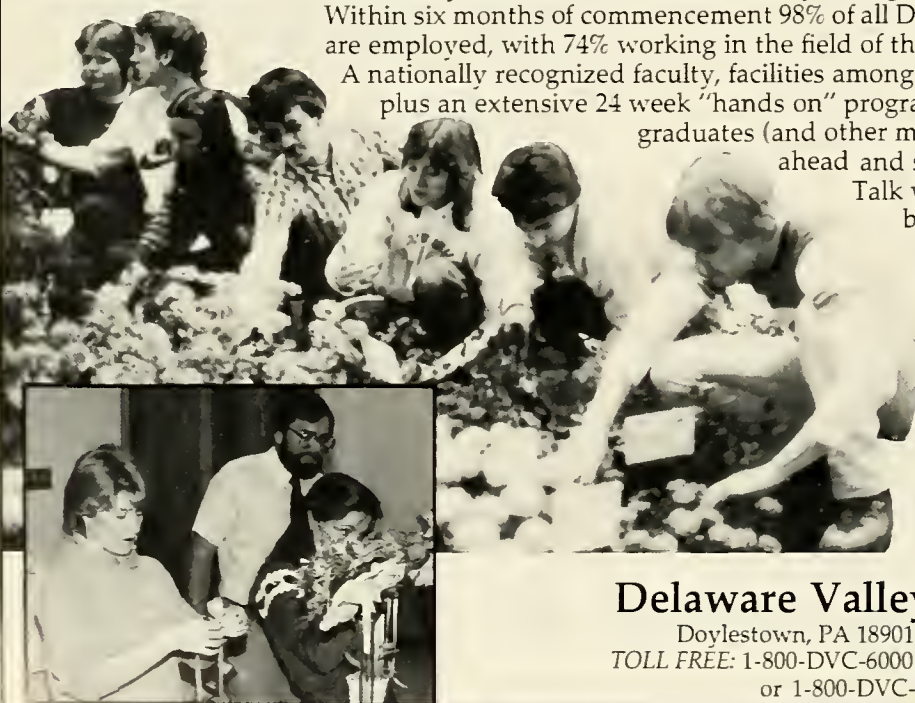 Within six months of commencement 98% of all D
are employed, with 74% working in the field of th
A nationally recognized faculty, facilities among
plus an extensive 24 week "hands on" progra
graduates (and other m
ahead and
Talk
b
Delaware Valley
Doylestown, PA 18901
TOLL FREE: 1-800-DVC-6000
or 1-800-DVC-